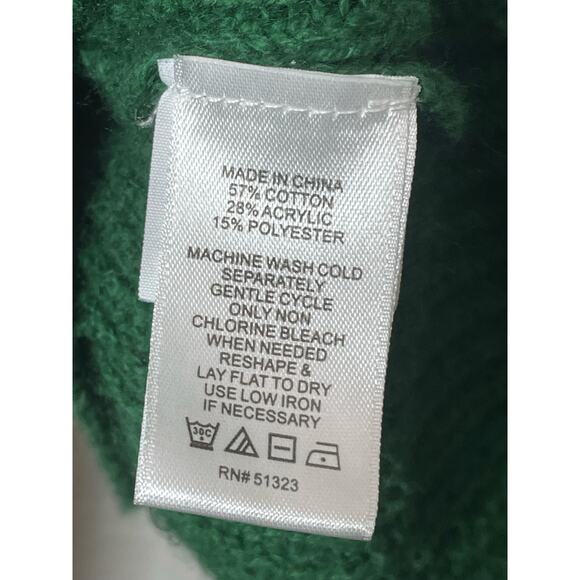 MADE IN CHINA
57% COTTON
28% ACRYLIC
15% POLYESTER
MACHINE WASH COLD
SEPARATELY
GENTLE CYCLE
ONLY NON
CHLORINE BLEACH
WHEN NEEDED
RESHAPE &
LAY FLAT TO DRY
USE LOW IRON
IF NECESSARY
30C
RN# 51323